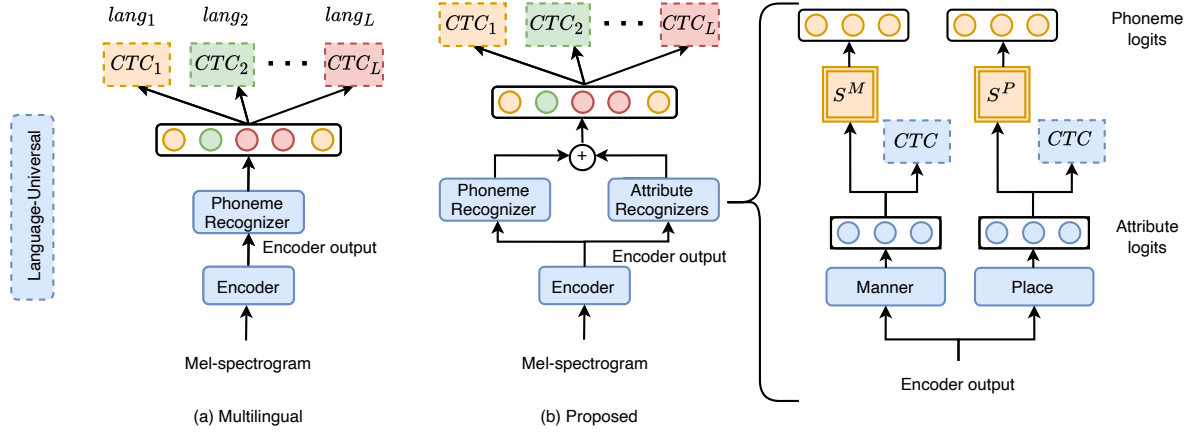 Language-Universal
lang₁ lang₂ lang_L
CTC₁ CTC₂ ··· CTC_L
Phoneme
Recognizer
Encoder output
Encoder
Mel-spectrogram
(a) Multilingual
CTC₁ CTC₂ ··· CTC_L
+
Phoneme
Recognizer
Attribute
Recognizers
Encoder output
Encoder
Mel-spectrogram
(b) Proposed
Phoneme
logits
S^M S^P
CTC CTC
Attribute
logits
Manner Place
Encoder output